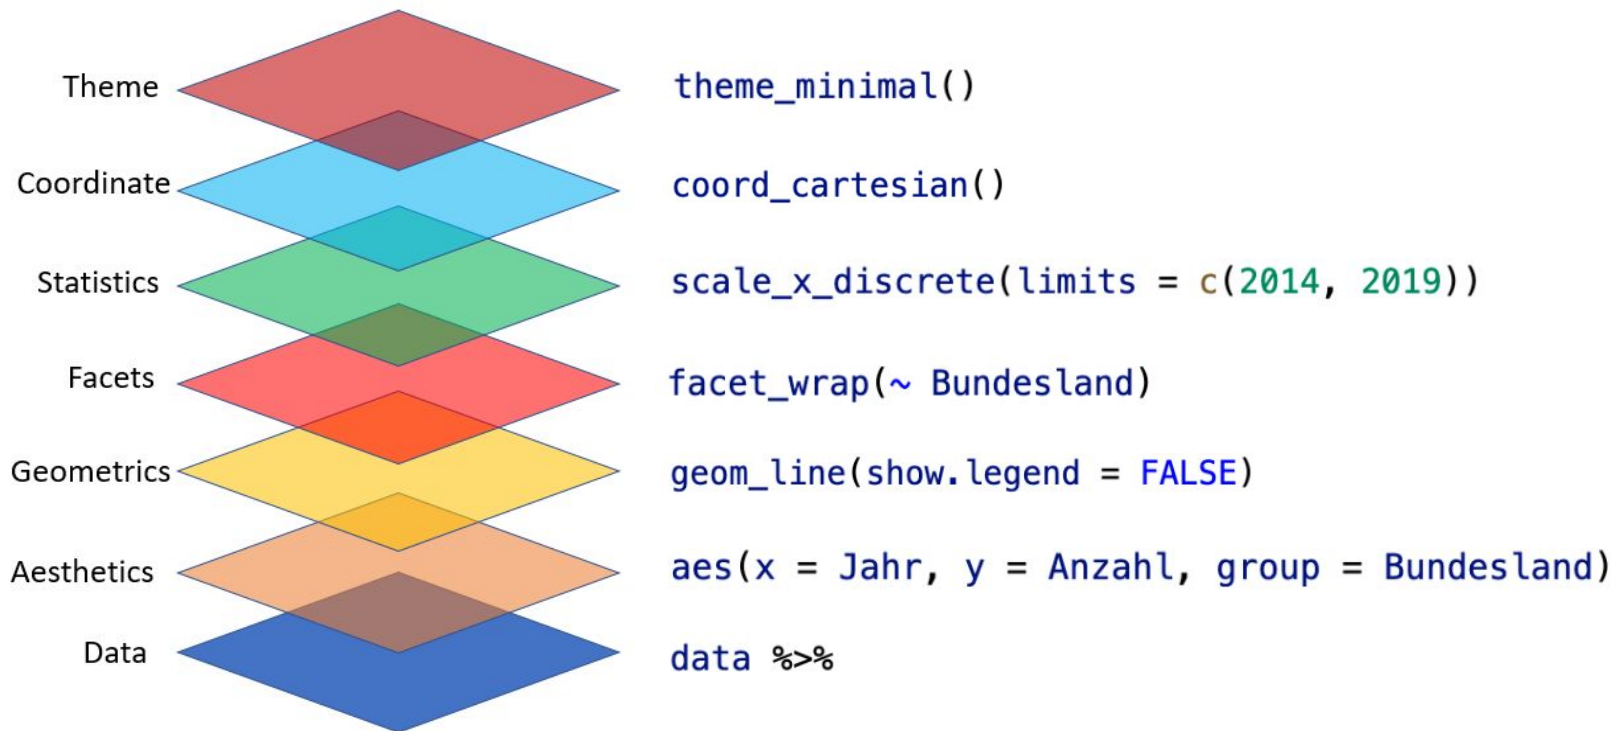 Theme theme_minimal()
Coordinate coord_cartesian()
Statistics scale_x_discrete(limits = c(2014, 2019))
Facets facet_wrap(~ Bundesland)
Geometrics geom_line(show.legend = FALSE)
Aesthetics aes(x = Jahr, y = Anzahl, group = Bundesland)
Data data %>%